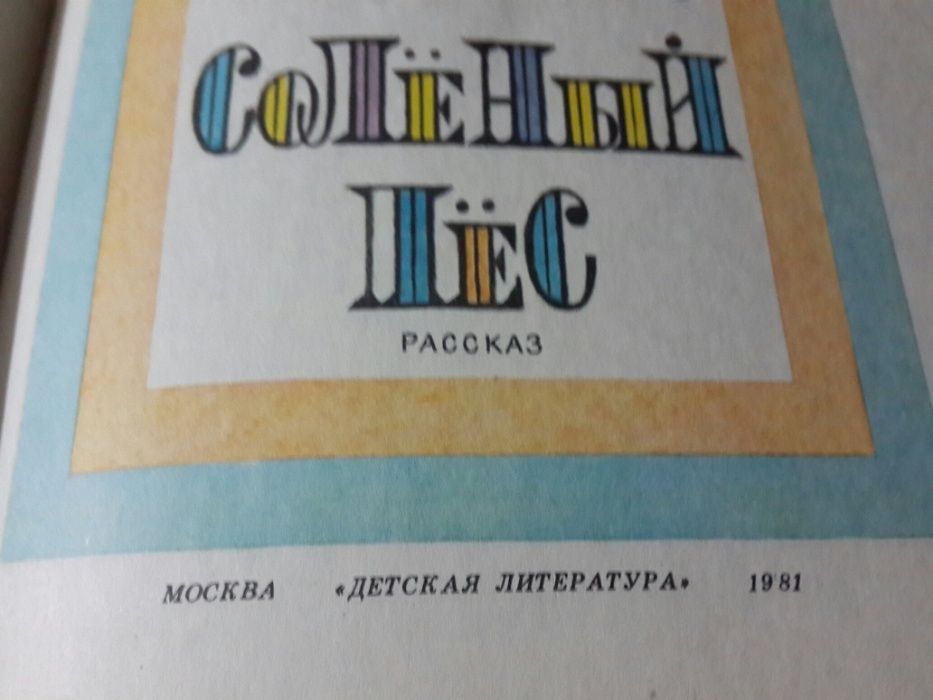 СОЛЁНЫЙ
ПЁС
РАССКАЗ
МОСКВА «ДЕТСКАЯ ЛИТЕРАТУРА» 1981